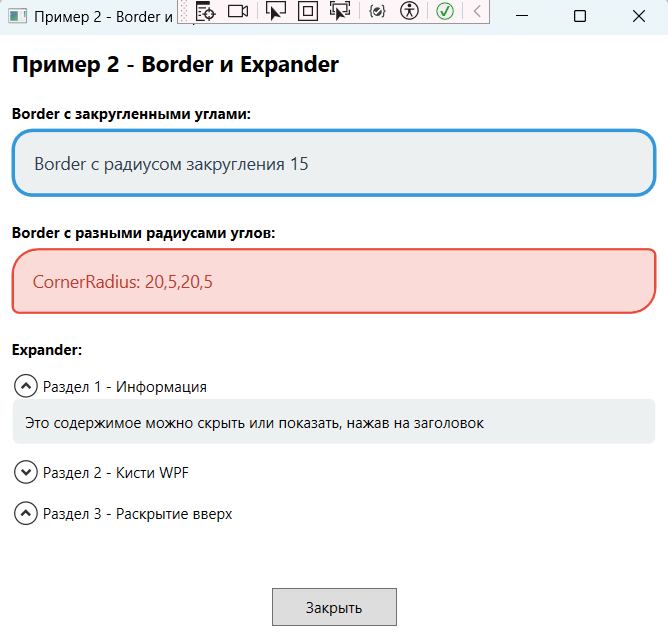 Пример 2 - Border и
Пример 2 - Border и Expander
Border с закругленными углами:
Border с радиусом закругления 15
Border с разными радиусами углов:
CornerRadius: 20,5,20,5
Expander:
Раздел 1 - Информация
Это содержимое можно скрыть или показать, нажав на заголовок
Раздел 2 - Кисти WPF
Раздел 3 - Раскрытие вверх
Закрыть